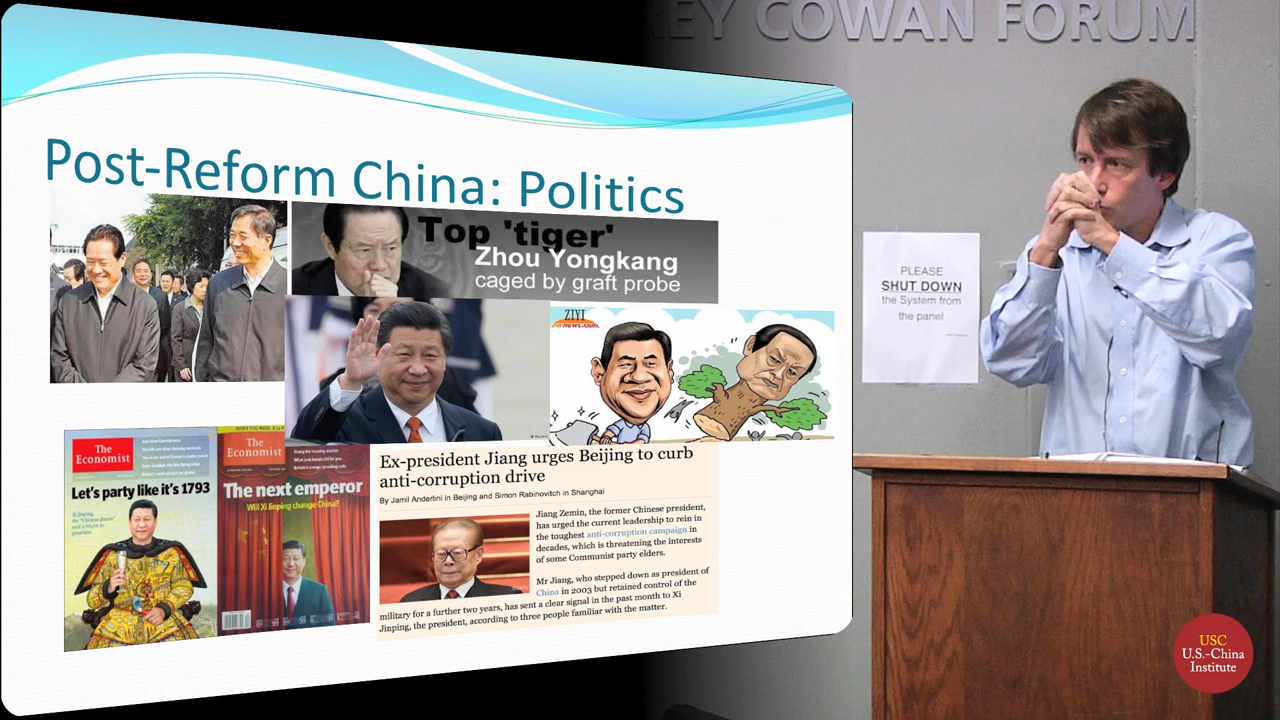 Post-Reform China: Politics
Top 'tiger'
Zhou Yongkang
caged by graft probe
ZIYI
The
Economist
Let's party like it's 1793
Xi Jinping,
The
Economist
The next emperor
Will Xi Jinping change China?
Ex-president Jiang urges Beijing to curb
anti-corruption drive
By Jamil Anderlini in Beijing and Simon Rabinovitch in Shanghai
Jiang Zemin, the former Chinese president,
has urged the current leadership to rein in
the toughest anti-corruption campaign in
decades, which is threatening the interests
of some Communist party elders.
Mr Jiang, who stepped down as president of
China in 2003 but retained control of the
military for a further two years, has sent a clear signal in the past month to Xi
Jinping, the president, according to three people familiar with the matter.
EY COWAN FORUM
PLEASE
SHUT DOWN
the System from
the panel
USC
U.S.-China
Institute